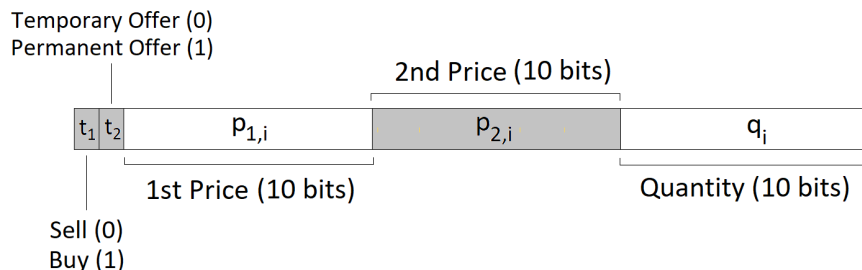 Temporary Offer (0)
Permanent Offer (1)
2nd Price (10 bits)
t1 t2 p1,i p2,i qi
1st Price (10 bits)
Quantity (10 bits)
Sell (0)
Buy (1)